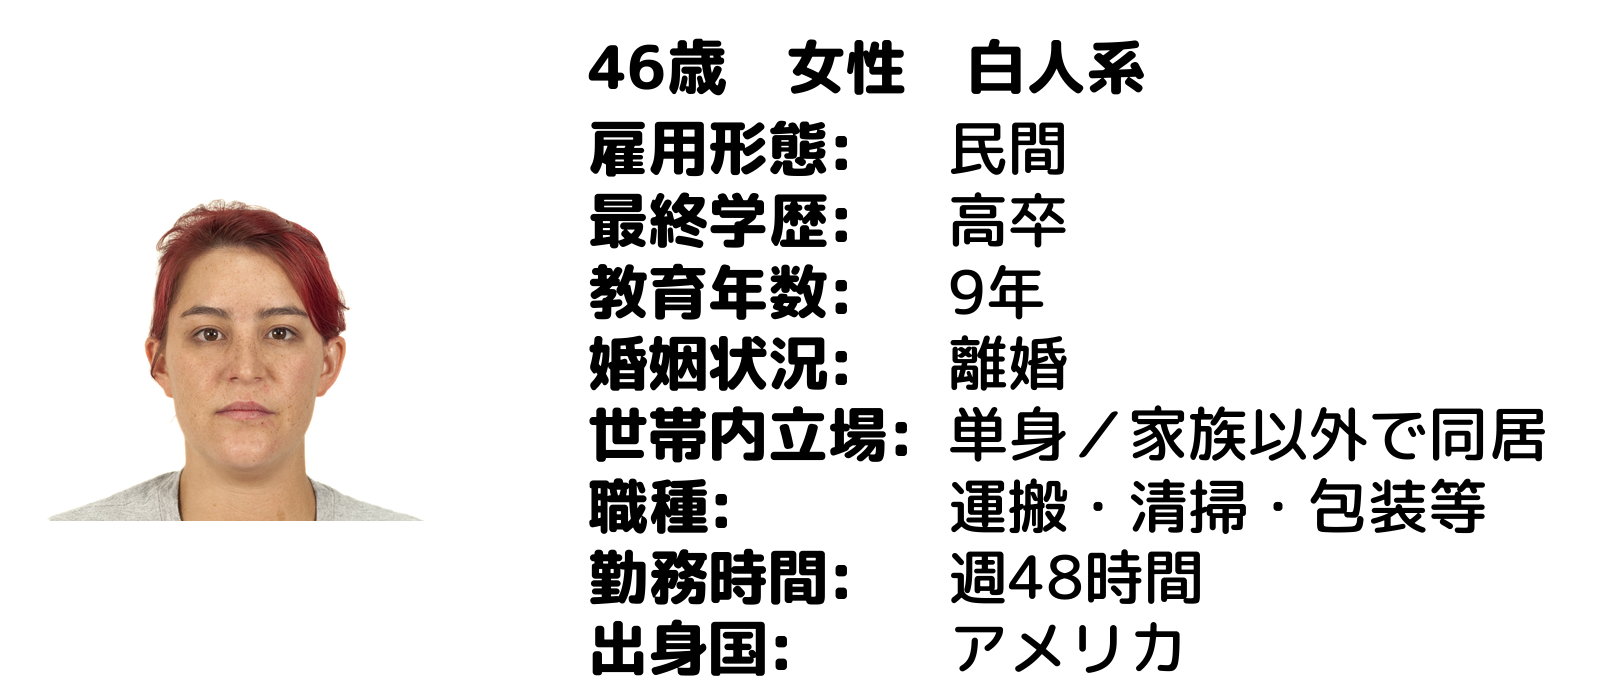 46歳　女性　白人系
雇用形態:　民間
最終学歴:　高卒
教育年数:　9年
婚姻状況:　離婚
世帯内立場:　単身／家族以外で同居
職種:　運搬・清掃・包装等
勤務時間:　週48時間
出身国:　アメリカ